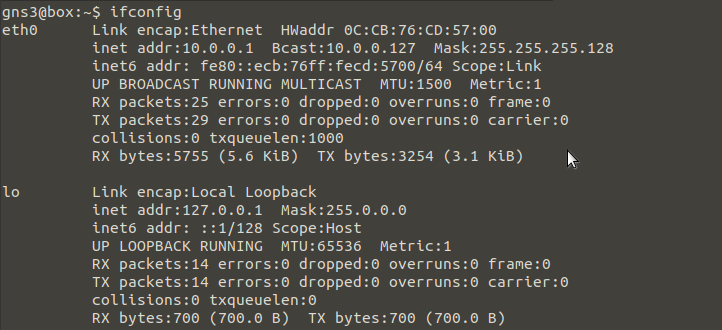 gns3@box:~$ ifconfig
eth0      Link encap:Ethernet  HWaddr 0C:CB:76:CD:57:00
          inet addr:10.0.0.1  Bcast:10.0.0.127  Mask:255.255.255.128
          inet6 addr: fe80::ecb:76ff:fecd:5700/64 Scope:Link
          UP BROADCAST RUNNING MULTICAST  MTU:1500  Metric:1
          RX packets:25 errors:0 dropped:0 overruns:0 frame:0
          TX packets:29 errors:0 dropped:0 overruns:0 carrier:0
          collisions:0 txqueuelen:1000
          RX bytes:5755 (5.6 KiB)  TX bytes:3254 (3.1 KiB)

lo        Link encap:Local Loopback
          inet addr:127.0.0.1  Mask:255.0.0.0
          inet6 addr: ::1/128 Scope:Host
          UP LOOPBACK RUNNING  MTU:65536  Metric:1
          RX packets:14 errors:0 dropped:0 overruns:0 frame:0
          TX packets:14 errors:0 dropped:0 overruns:0 carrier:0
          collisions:0 txqueuelen:0
          RX bytes:700 (700.0 B)  TX bytes:700 (700.0 B)